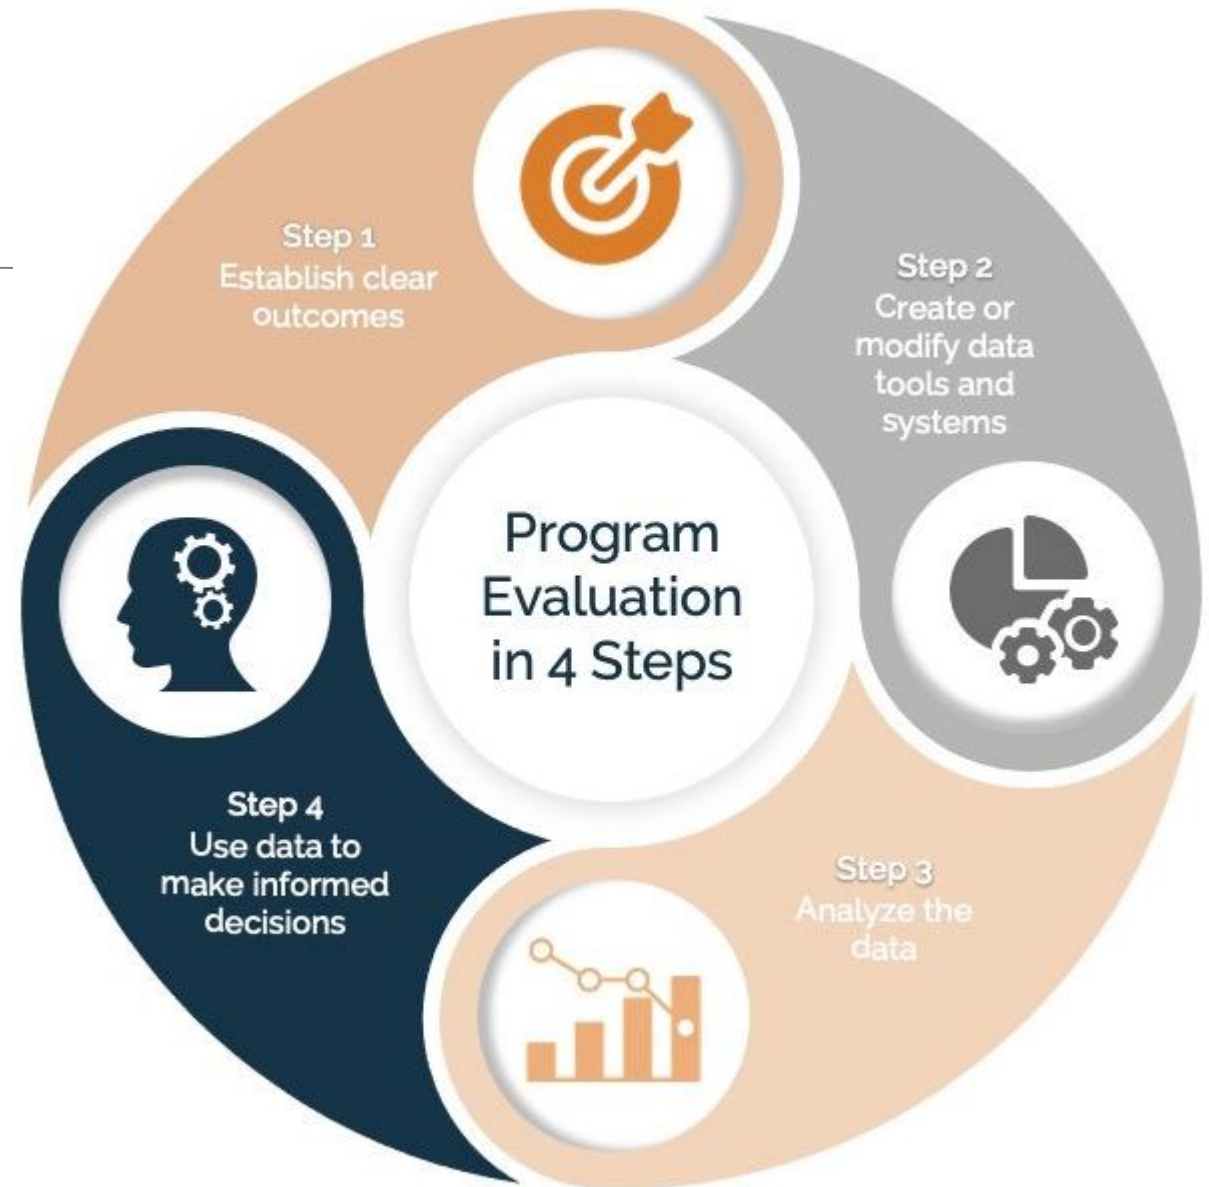 Program
Evaluation
in 4 Steps
Step 1
Establish clear
outcomes
Step 2
Create or
modify data
tools and
systems
Step 3
Analyze the
data
Step 4
Use data to
make informed
decisions